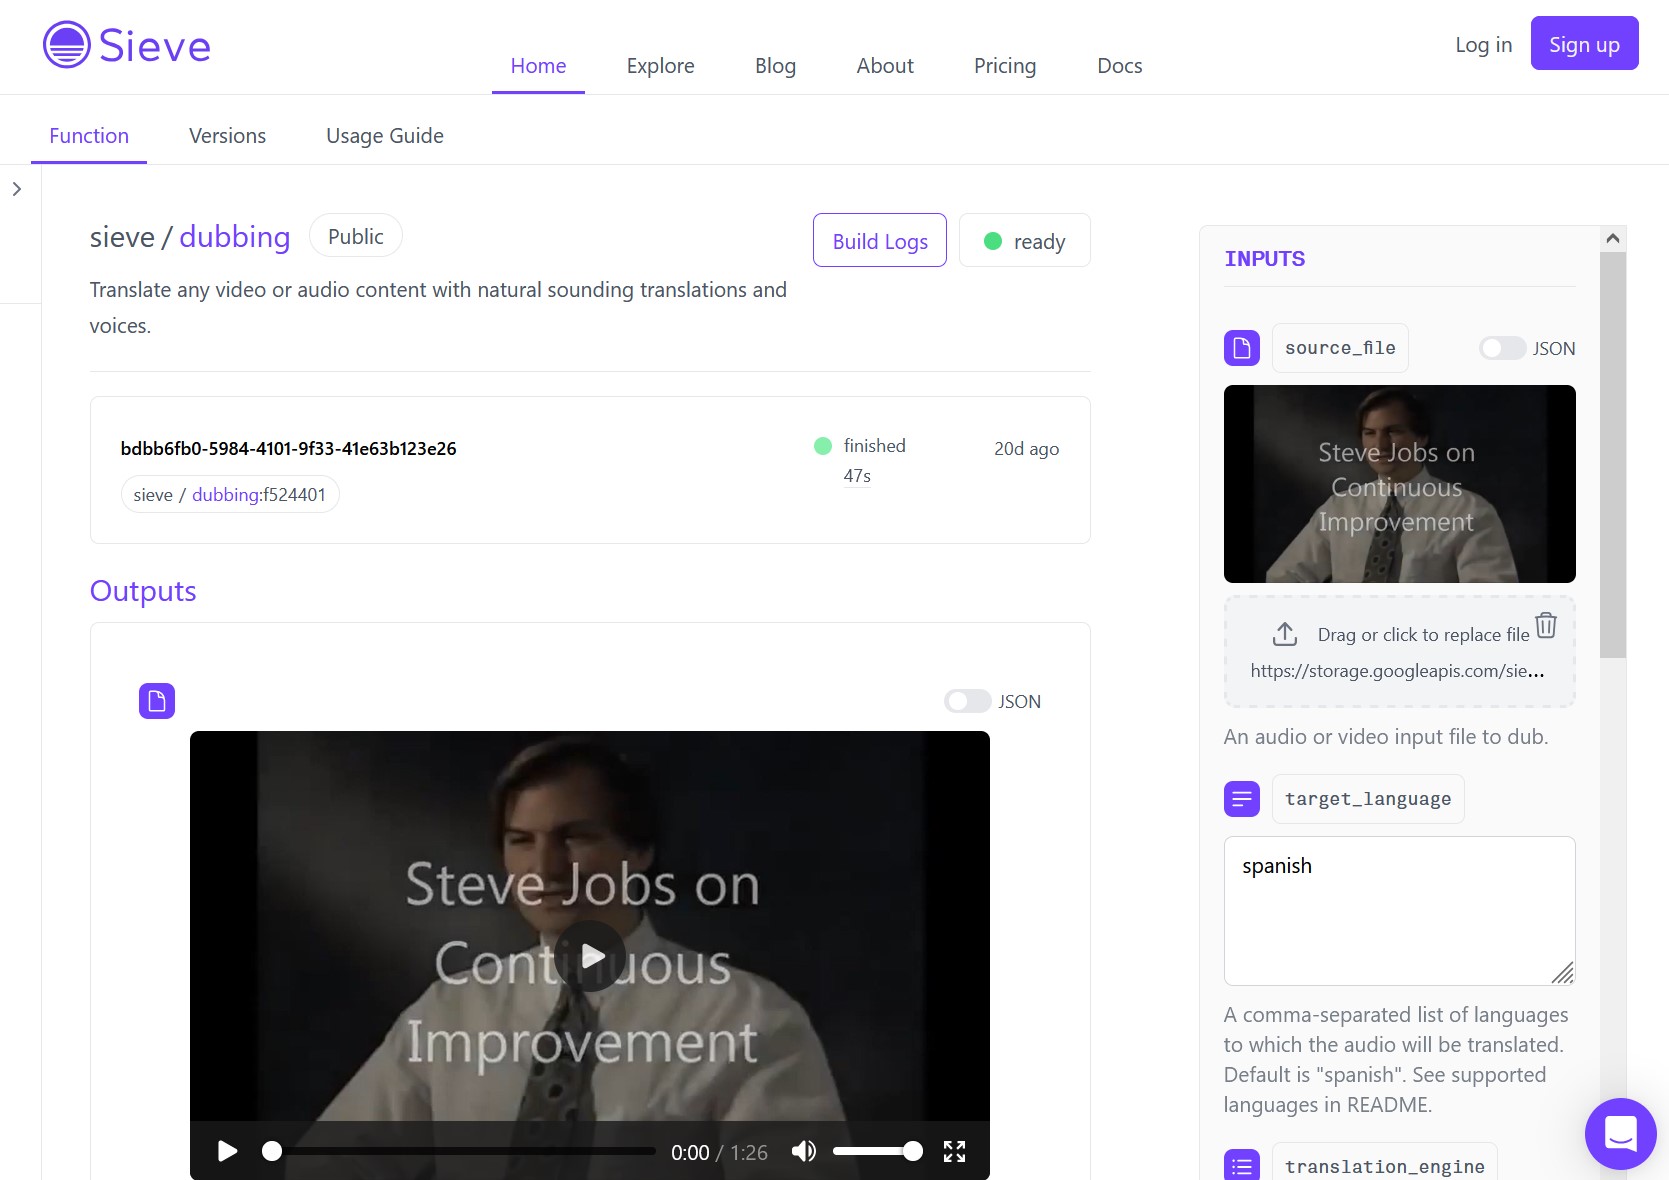 Sieve
Home Explore Blog About Pricing Docs
Log in
Sign up
Function Versions Usage Guide
sieve / dubbing Public
Build Logs
ready
Translate any video or audio content with natural sounding translations and
voices.
bdbb6fb0-5984-4101-9f33-41e63b123e26
sieve / dubbing:f524401
finished
47s
20d ago
Outputs
JSON
Steve Jobs on
Continuous
Improvement
0:00 / 1:26
INPUTS
source_file
JSON
Steve Jobs on
Continuous
Improvement
Drag or click to replace file
https://storage.googleapis.com/sie...
An audio or video input file to dub.
target_language
spanish
A comma-separated list of languages
to which the audio will be translated.
Default is "spanish". See supported
languages in README.
translation_engine